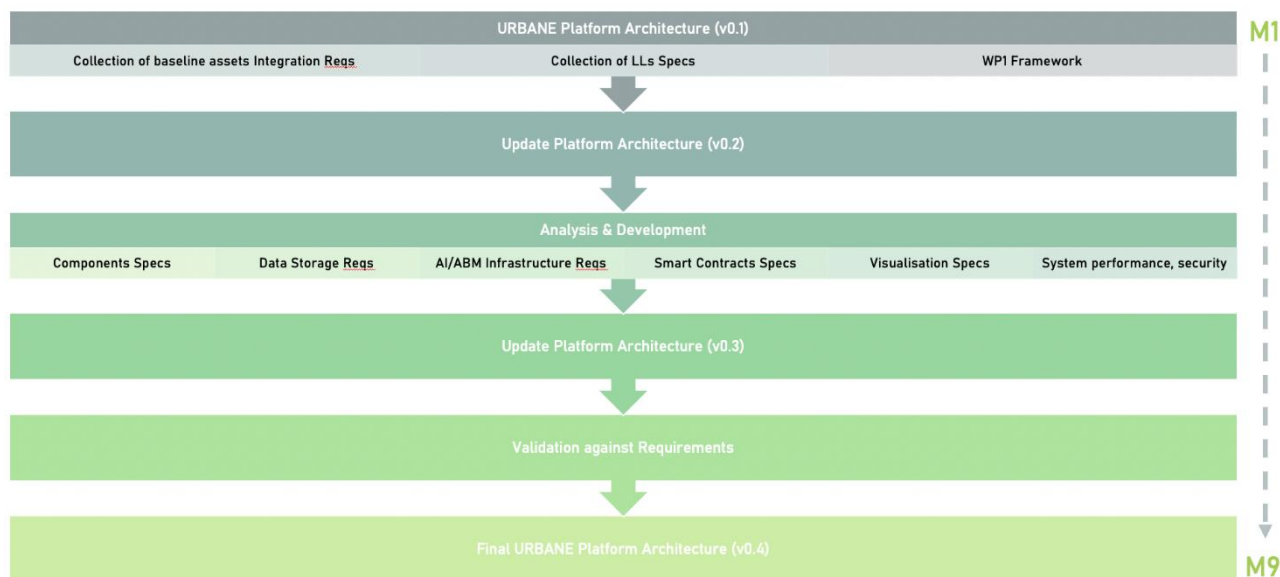 URBANE Platform Architecture (v0.1)
M1
Collection of baseline assets Integration Reqs
Collection of LLs Specs
WP1 Framework
Update Platform Architecture (v0.2)
Analysis & Development
Components Specs
Data Storage Reqs
AI/ABM Infrastructure Reqs
Smart Contracts Specs
Visualisation Specs
System performance, security
Update Platform Architecture (v0.3)
Validation against Requirements
Final URBANE Platform Architecture (v0.4)
M9